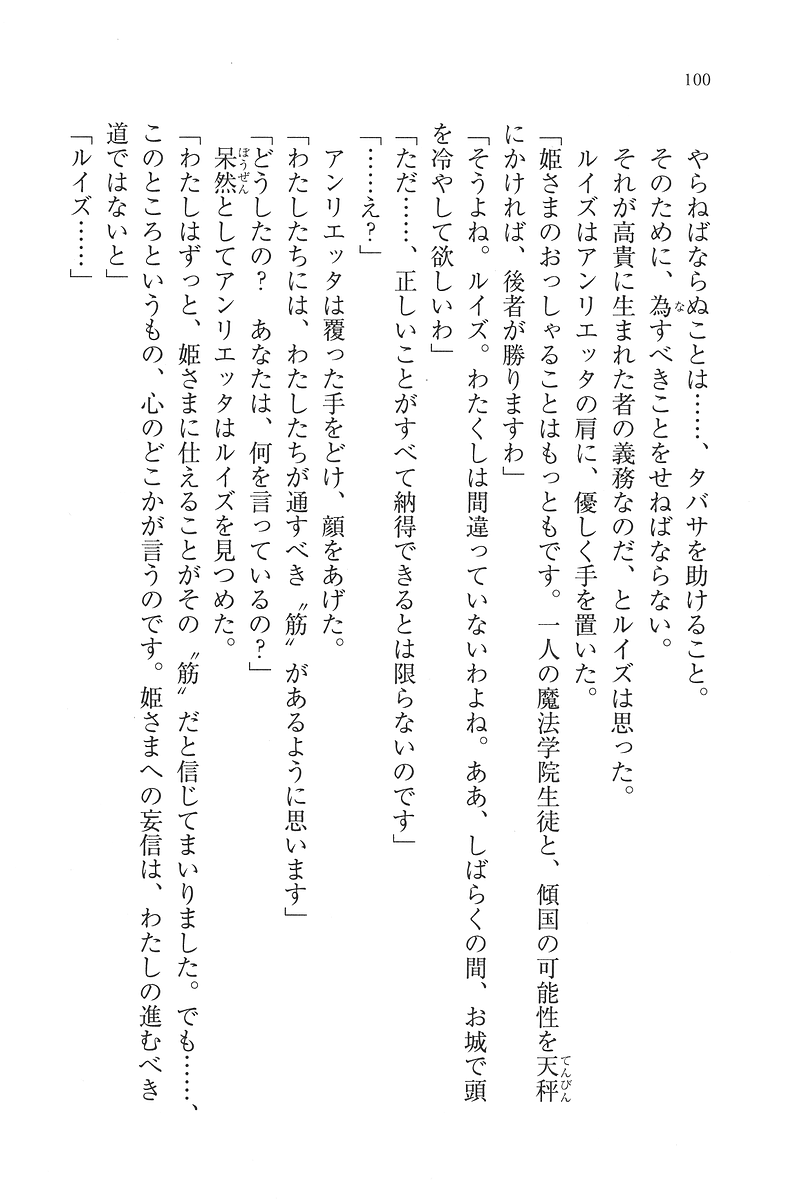 100
やらねばならぬことは……、タバサを助けること。
そのために、為すべきことをせねばならない。
それが高貴に生まれた者の義務なのだ、とルイズは思った。
ルイズはアンリエッタの肩に、優しく手を置いた。
「姫さまのおっしゃることはもっともです。一人の魔法学院生徒と、傾国の可能性を天秤
にかければ、後者が勝りますわ」
「そうよね。ルイズ。わたくしは間違っていないわよね。ああ、しばらくの間、お城で頭
を冷やして欲しいわ」
「ただ……、正しいことがすべて納得できるとは限らないのです」
「……え？」
アンリエッタは覆った手をどけ、顔をあげた。
「わたしたちには、わたしたちが通すべき〝筋〟があるように思います」
「どうしたの？　あなたは、何を言っているの？」
呆然としてアンリエッタはルイズを見つめた。
「わたしはずっと、姫さまに仕えることがその〝筋〟だと信じてまいりました。でも……、
このところというもの、心のどこかが言うのです。姫さまへの妄信は、わたしの進むべき
道ではないと」
「ルイズ……」